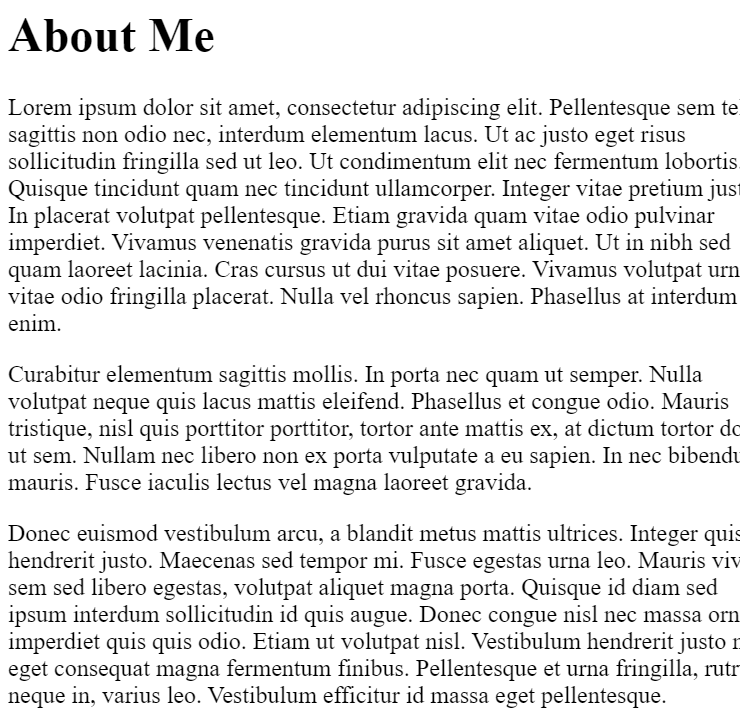 About Me
Lorem ipsum dolor sit amet, consectetur adipiscing elit. Pellentesque sem
sagittis non odio nec, interdum elementum lacus. Ut ac justo eget risus
sollicitudin fringilla sed ut leo. Ut condimentum elit nec fermentum lobortis.
Quisque tincidunt quam nec tincidunt ullamcorper. Integer vitae pretium
In placerat volutpat pellentesque. Etiam gravida quam vitae odio pulvinar
imperdiet. Vivamus venenatis gravida purus sit amet aliquet. Ut in nibh sed
quam laoreet lacinia. Cras cursus ut dui vitae posuere. Vivamus volutpat
vitae odio fringilla placerat. Nulla vel rhoncus sapien. Phasellus at interdum
enim.
Curabitur elementum sagittis mollis. In porta nec quam ut semper. Nulla
volutpat neque quis lacus mattis eleifend. Phasellus et congue odio. Mauris
tristique, nisl quis porttitor porttitor, tortor ante mattis ex, at dictum tortor
ut sem. Nullam nec libero non ex porta vulputate a eu sapien. In nec
mauris. Fusce iaculis lectus vel magna laoreet gravida.
Donec euismod vestibulum arcu, a blandit metus mattis ultrices. Integer quis
hendrerit justo. Maecenas sed tempor mi. Fusce egestas urna leo. Mauris
sem sed libero egestas, volutpat aliquet magna porta. Quisque id diam sed
ipsum interdum sollicitudin id quis augue. Donec congue nisl nec massa
imperdiet quis quis odio. Etiam ut volutpat nisl. Vestibulum hendrerit justo
eget consequat magna fermentum finibus. Pellentesque et urna fringilla,
neque in, varius leo. Vestibulum efficitur id massa eget pellentesque.